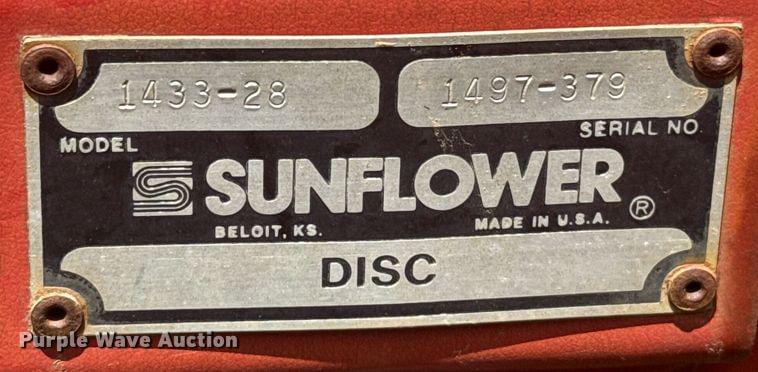 1433-28 1497-379
MODEL SERIAL NO.
SUNFLOWER ®
BELOIT, KS. MADE IN U.S.A.
DISC
Purple Wave Auction